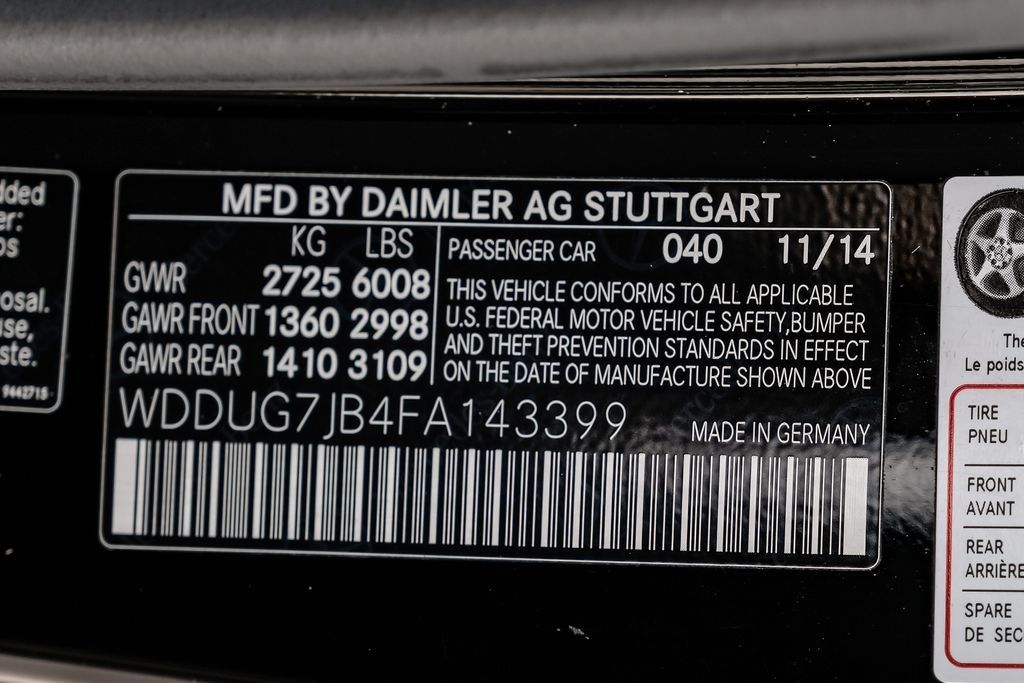 dded
er:
os
osal.
use,
ste.
9442715
MFD BY DAIMLER AG STUTTGART
KG LBS
GWWR 2725 6008
GAWR FRONT 1360 2998
GAWR REAR 1410 3109
PASSENGER CAR 040 11/14
THIS VEHICLE CONFORMS TO ALL APPLICABLE
U.S. FEDERAL MOTOR VEHICLE SAFETY,BUMPER
AND THEFT PREVENTION STANDARDS IN EFFECT
ON THE DATE OF MANUFACTURE SHOWN ABOVE
WDDUG7JB4FA143399
MADE IN GERMANY
The
Le poids
TIRE
PNEU
FRONT
AVANT
REAR
ARRIÈRE
SPARE
DE SEC